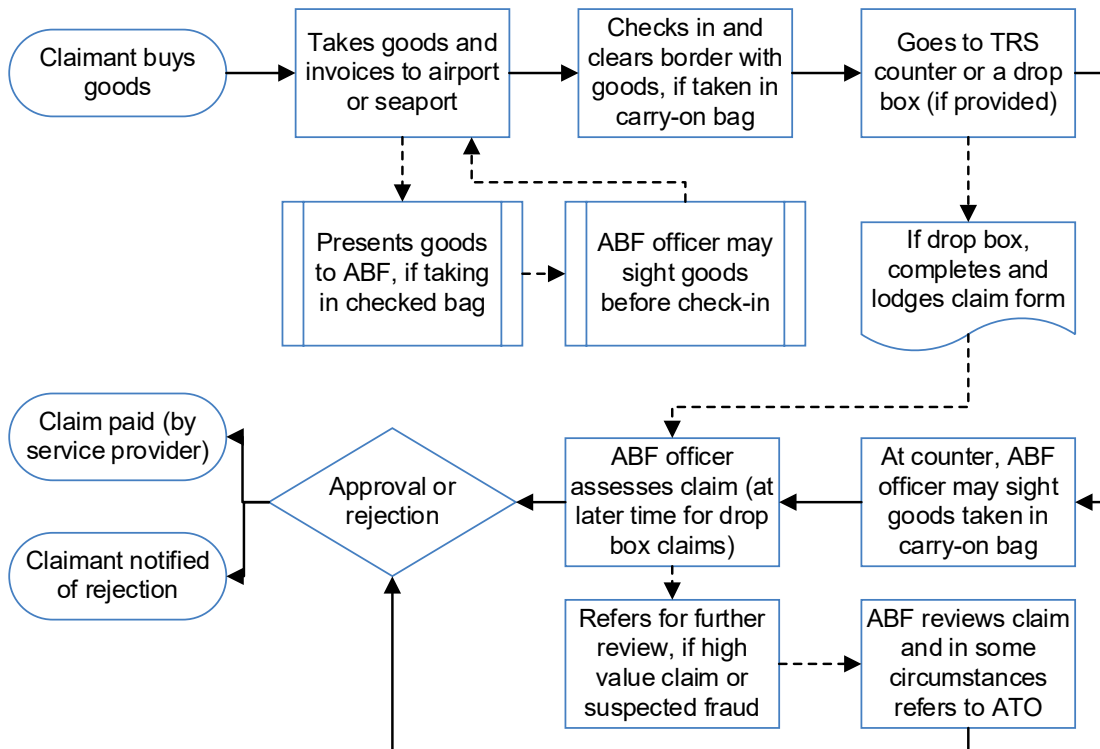 Claimant buys
goods
Takes goods and
invoices to airport
or seaport
Checks in and
clears border with
goods, if taken in
carry-on bag
Goes to TRS
counter or a drop
box (if provided)
Presents goods
to ABF, if taking
in checked bag
ABF officer may
sight goods
before check-in
If drop box,
completes and
lodges claim form
Claim paid (by
service provider)
Claimant notified
of rejection
Approval or
rejection
ABF officer
assesses claim (at
later time for drop
box claims)
At counter, ABF
officer may sight
goods taken in
carry-on bag
Refers for further
review, if high
value claim or
suspected fraud
ABF reviews claim
and in some
circumstances
refers to ATO